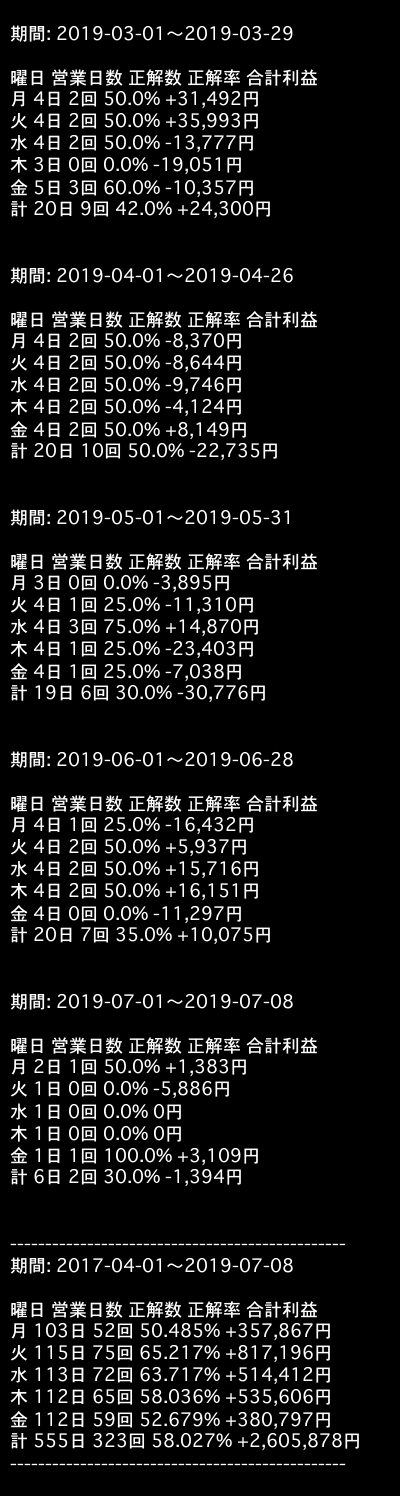 期間: 2019-03-01〜2019-03-29
曜日 営業日数 正解数 正解率 合計利益
月 4日 2回 50.0% +31,492円
火 4日 2回 50.0% +35,993円
水 4日 2回 50.0% -13,777円
木 3日 0回 0.0% -19,051円
金 5日 3回 60.0% -10,357円
計 20日 9回 42.0% +24,300円
期間: 2019-04-01〜2019-04-26
曜日 営業日数 正解数 正解率 合計利益
月 4日 2回 50.0% -8,370円
火 4日 2回 50.0% -8,644円
水 4日 2回 50.0% -9,746円
木 4日 2回 50.0% -4,124円
金 4日 2回 50.0% +8,149円
計 20日 10回 50.0% -22,735円
期間: 2019-05-01〜2019-05-31
曜日 営業日数 正解数 正解率 合計利益
月 3日 0回 0.0% -3,895円
火 4日 1回 25.0% -11,310円
水 4日 3回 75.0% +14,870円
木 4日 1回 25.0% -23,403円
金 4日 1回 25.0% -7,038円
計 19日 6回 30.0% -30,776円
期間: 2019-06-01〜2019-06-28
曜日 営業日数 正解数 正解率 合計利益
月 4日 1回 25.0% -16,432円
火 4日 2回 50.0% +5,937円
水 4日 2回 50.0% +15,716円
木 4日 2回 50.0% +16,151円
金 4日 0回 0.0% -11,297円
計 20日 7回 35.0% +10,075円
期間: 2019-07-01〜2019-07-08
曜日 営業日数 正解数 正解率 合計利益
月 2日 1回 50.0% +1,383円
火 1日 0回 0.0% -5,886円
水 1日 0回 0.0% 0円
木 1日 0回 0.0% 0円
金 1日 1回 100.0% +3,109円
計 6日 2回 30.0% -1,394円
------------------------------------------------
期間: 2017-04-01〜2019-07-08
曜日 営業日数 正解数 正解率 合計利益
月 103日 52回 50.485% +357,867円
火 115日 75回 65.217% +817,196円
水 113日 72回 63.717% +514,412円
木 112日 65回 58.036% +535,606円
金 112日 59回 52.679% +380,797円
計 555日 323回 58.027% +2,605,878円
------------------------------------------------